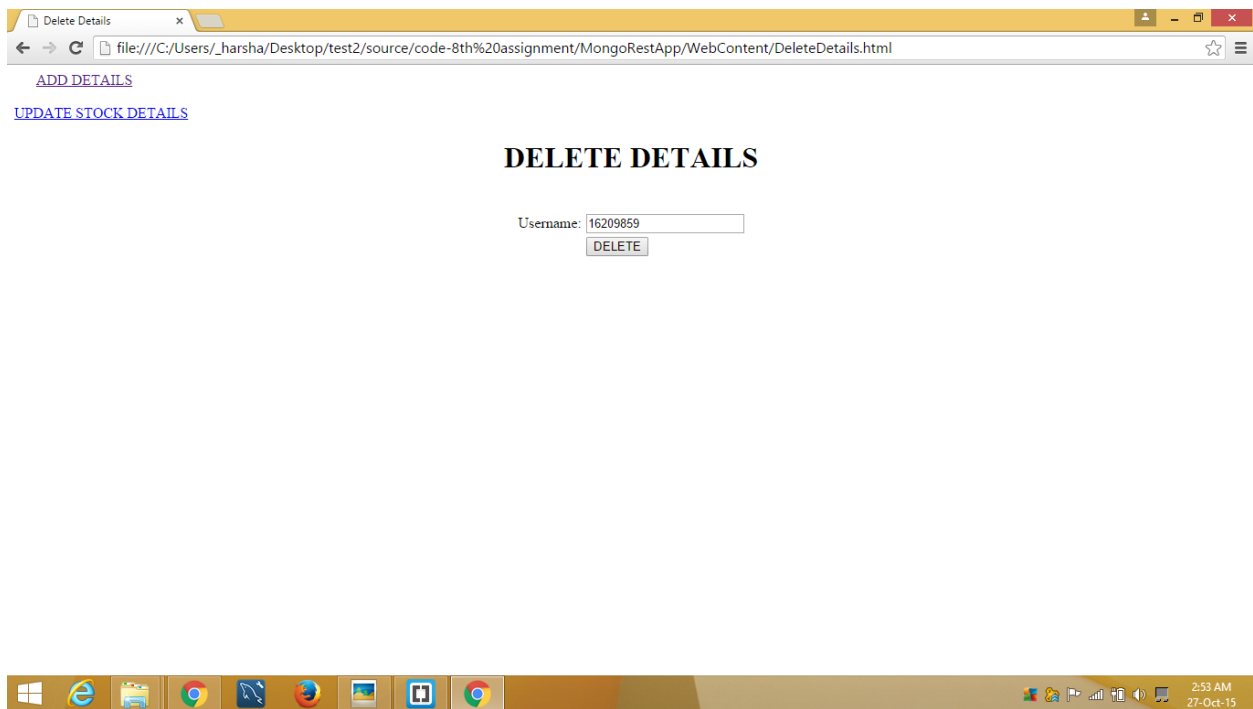 Delete Details
file:///C:/Users/_harsha/Desktop/test2/source/code-8th%20assignment/MongoRestApp/WebContent/DeleteDetails.html
ADD DETAILS
UPDATE STOCK DETAILS
DELETE DETAILS
Username: 16209859
DELETE
2:53 AM
27-Oct-15